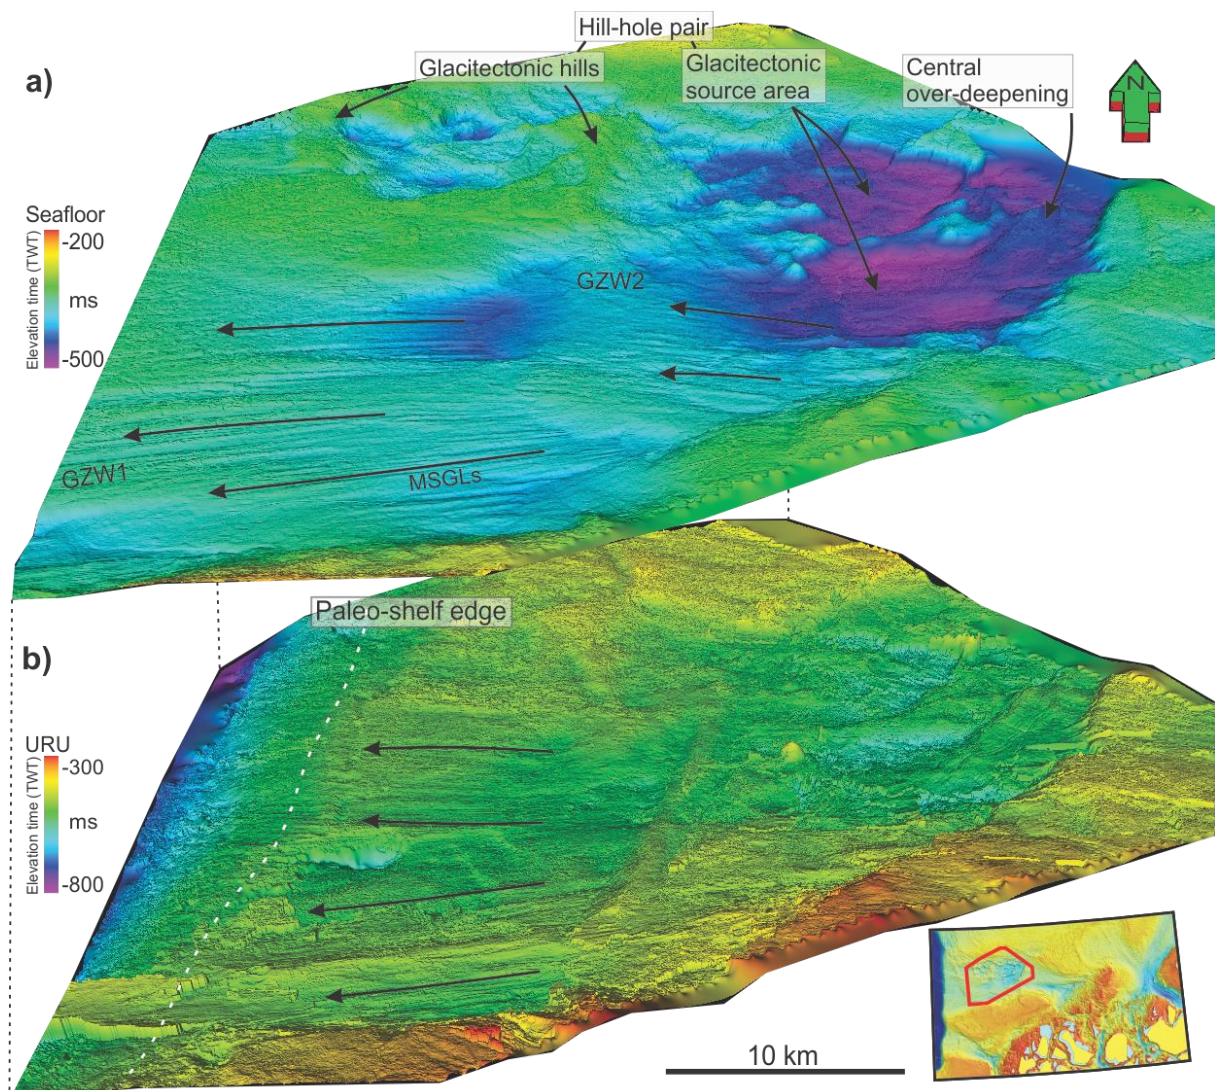 Hill-hole pair
a)
Glacitectonic hills
Glacitectonic
source area
Central
over-deepening
N
Seafloor
Elevation time (TWT)
-200
ms
-500
GZW2
GZW1
MSGLs
Paleo-shelf edge
b)
URU
Elevation time (TWT)
-300
ms
-800
10 km